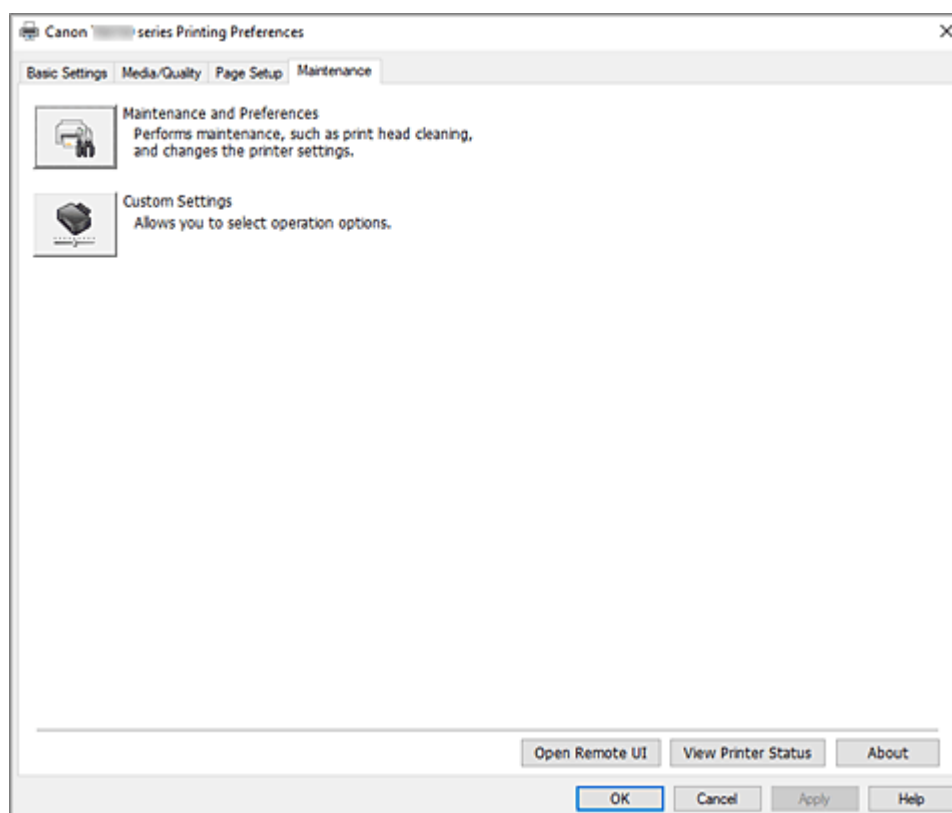 Canon series Printing Preferences
Basic Settings Media/Quality Page Setup Maintenance
Maintenance and Preferences
Performs maintenance, such as print head cleaning,
and changes the printer settings.
Custom Settings
Allows you to select operation options.
Open Remote UI View Printer Status About
OK Cancel Apply Help